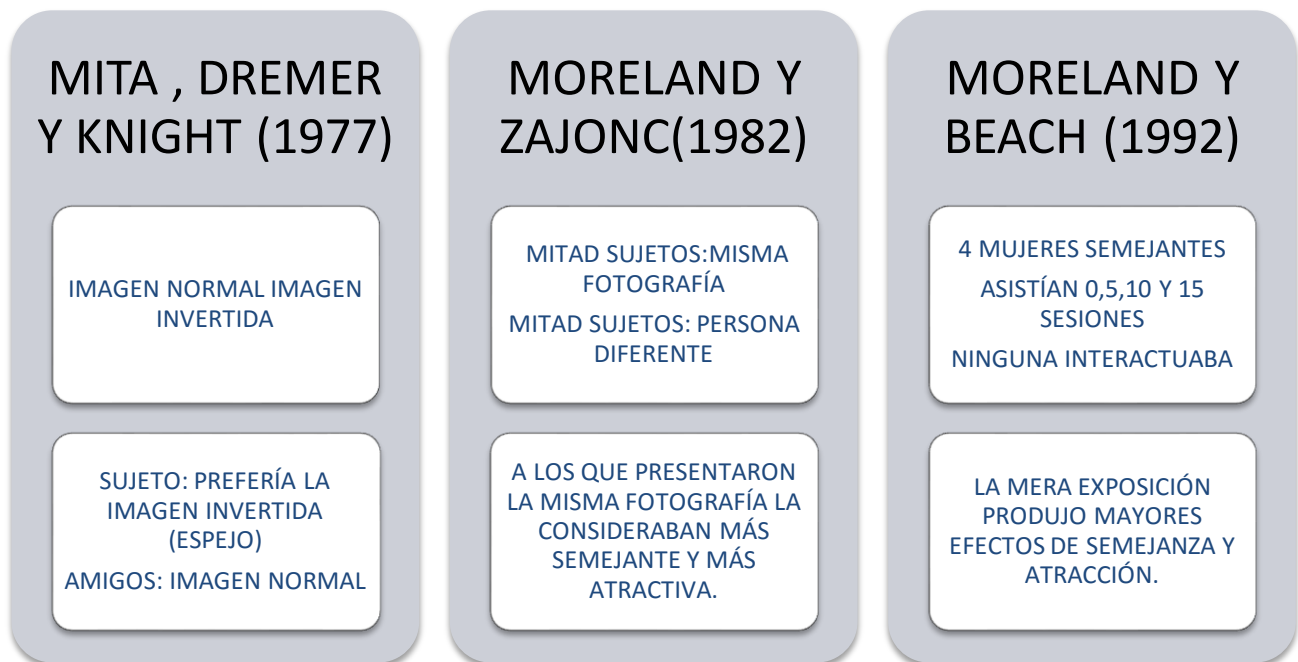 MITA , DREMER
Y KNIGHT (1977)
IMAGEN NORMAL IMAGEN
INVERTIDA
SUJETO: PREFERÍA LA
IMAGEN INVERTIDA
(ESPEJO)
AMIGOS: IMAGEN NORMAL
MORELAND Y
ZAJONC(1982)
MITAD SUJETOS:MISMA
FOTOGRAFÍA
MITAD SUJETOS: PERSONA
DIFERENTE
A LOS QUE PRESENTARON
LA MISMA FOTOGRAFÍA LA
CONSIDERABAN MÁS
SEMEJANTE Y MÁS
ATRACTIVA.
MORELAND Y
BEACH (1992)
4 MUJERES SEMEJANTES
ASISTÍAN 0,5,10 Y 15
SESIONES
NINGUNA INTERACTUABA
LA MERA EXPOSICIÓN
PRODUJO MAYORES
EFECTOS DE SEMEJANZA Y
ATRACCIÓN.